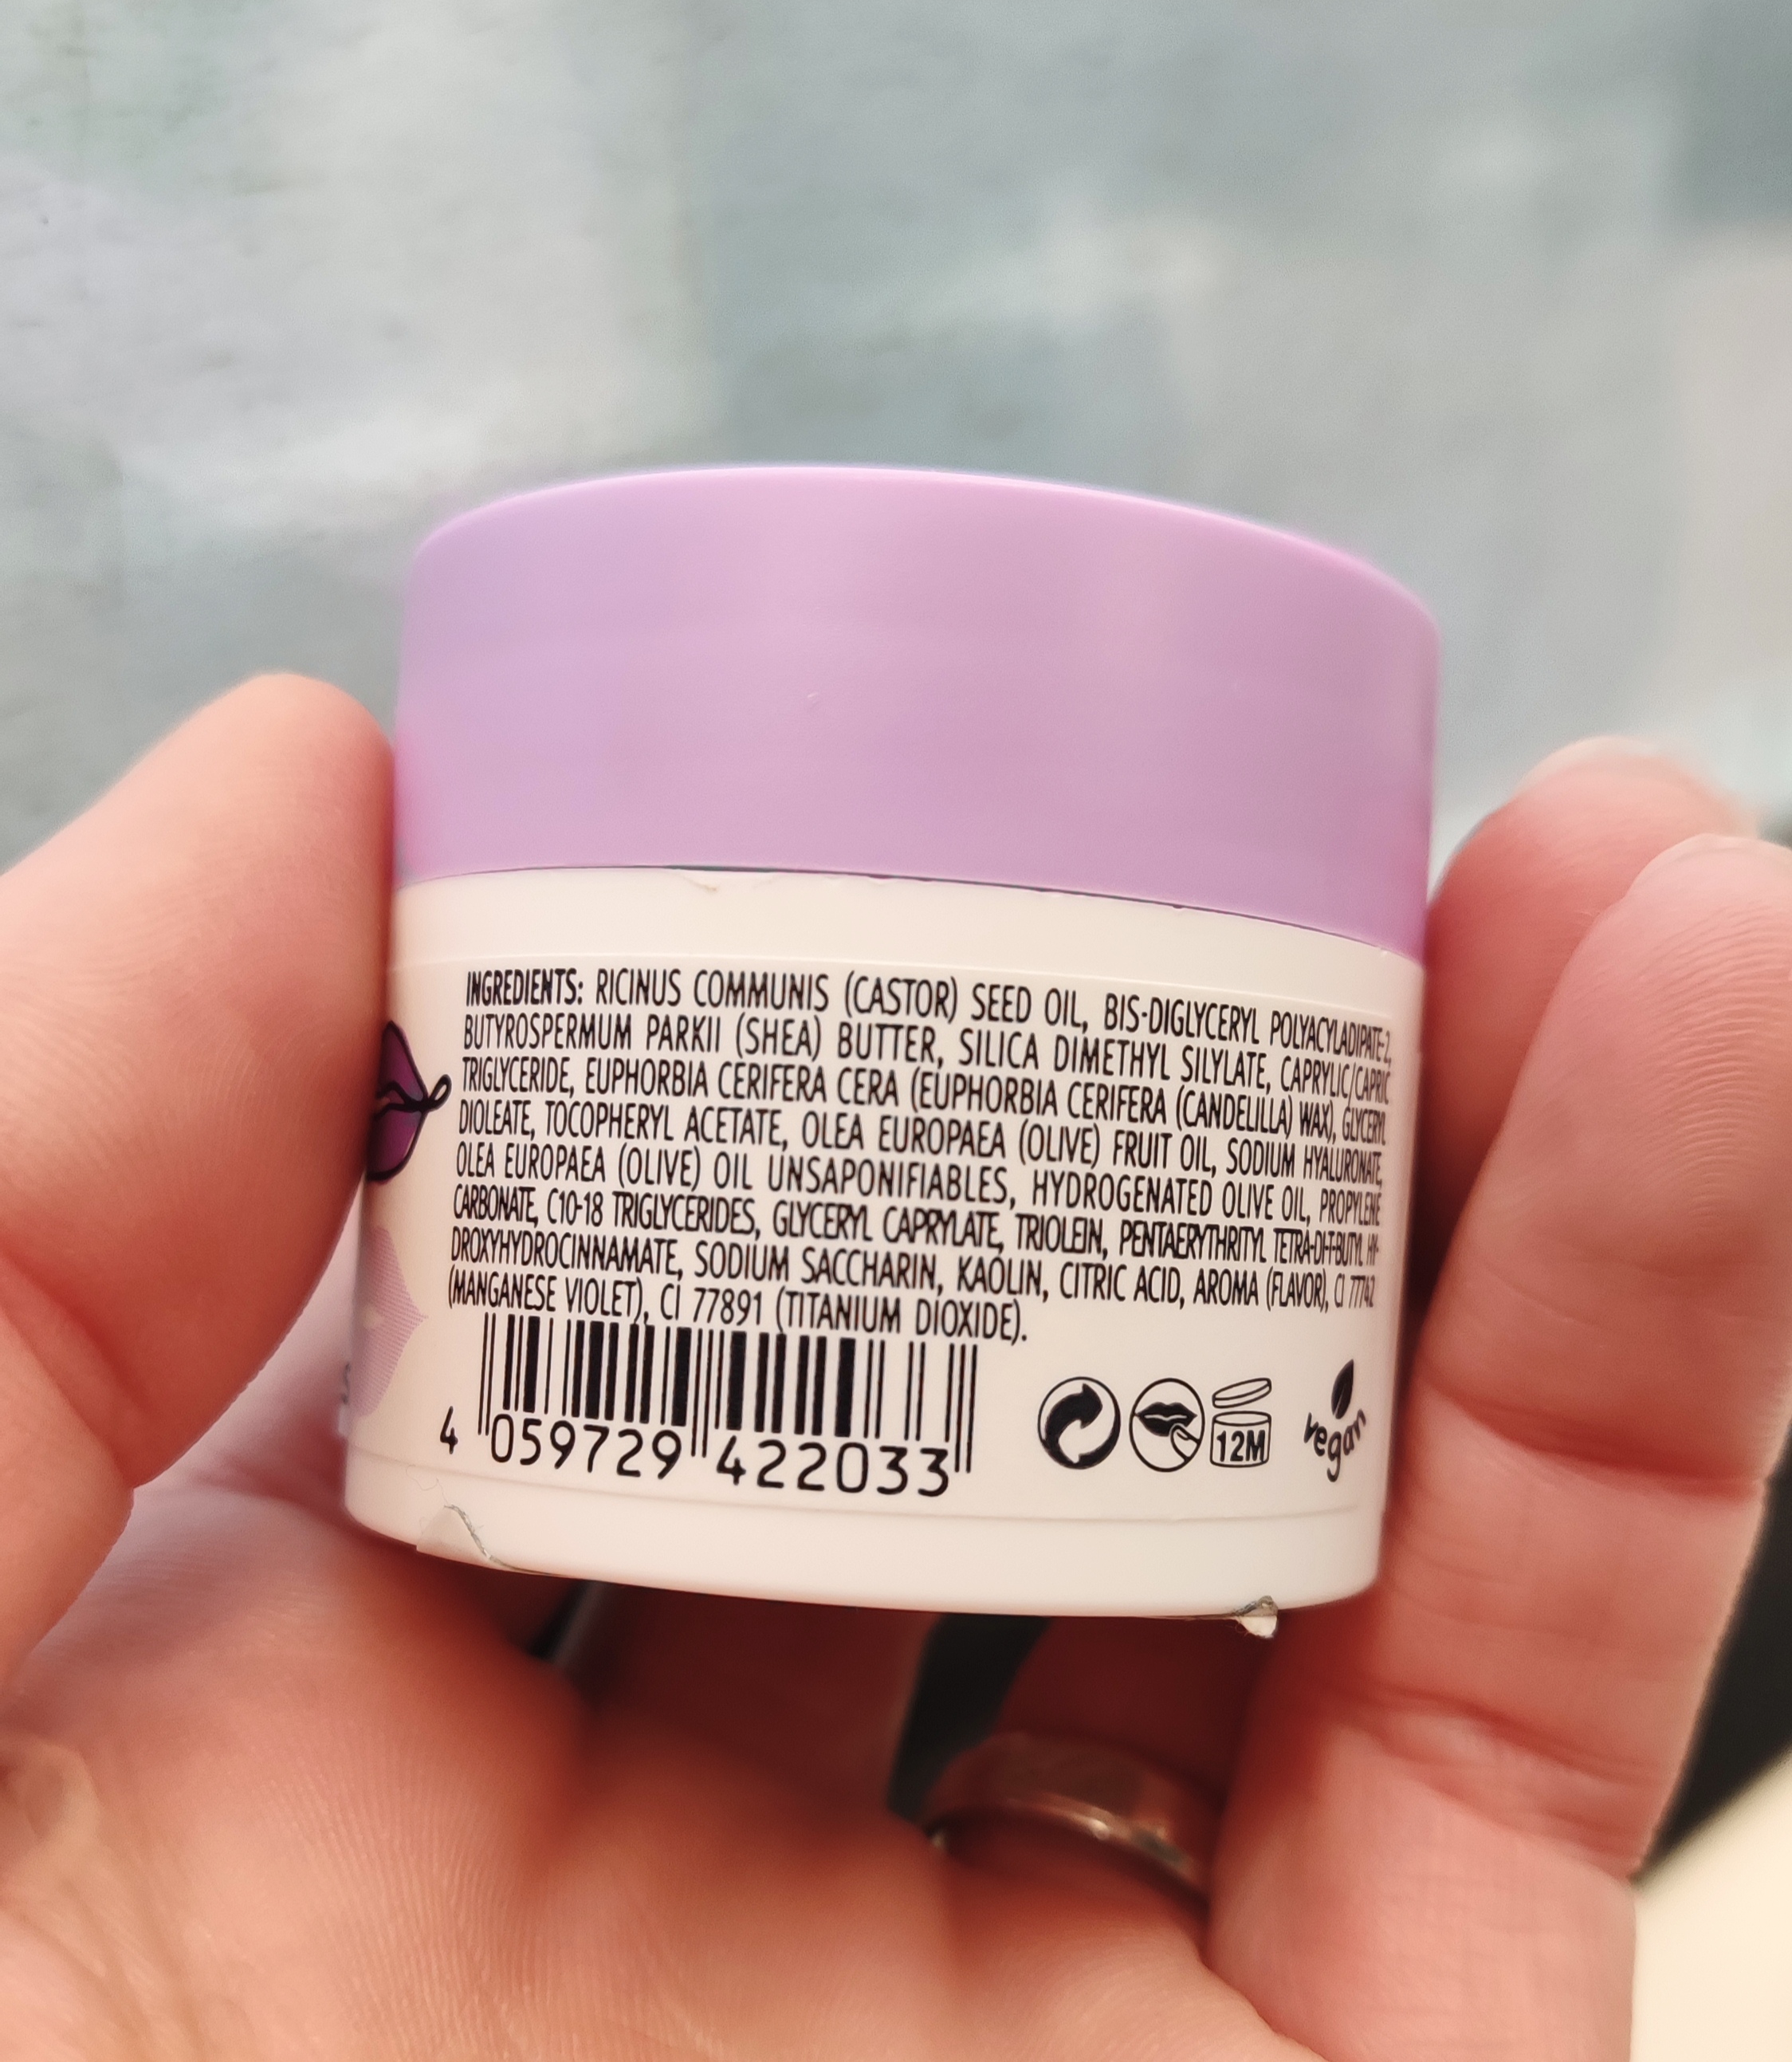 INGREDIENTS: RICINUS COMMUNIS (CASTOR) SEED OIL, BIS-DIGLYCERYL POLYACYLADIPATE-2,
BUTYROSPERMUM PARKII (SHEA) BUTTER, SILICA DIMETHYL SILYLATE, CAPRYLIC/CAPRIC
TRIGLYCERIDE, EUPHORBIA CERIFERA CERA (EUPHORBIA CERIFERA (CANDELILLA) WAX), GLYCERYL
DIOLEATE, TOCOPHERYL ACETATE, OLEA EUROPAEA (OLIVE) FRUIT OIL, SODIUM HYALURONATE,
OLEA EUROPAEA (OLIVE) OIL UNSAPONIFIABLES, HYDROGENATED OLIVE OIL, PROPYLENE
CARBONATE, C10-18 TRIGLYCERIDES, GLYCERYL CAPRYLATE, TRIOLEIN, PENTAERYTHRITYL TETRA-DI-T-BUTYL HY-
DROXYHYDROCINNAMATE, SODIUM SACCHARIN, KAOLIN, CITRIC ACID, AROMA (FLAVOR), CI 77742
(MANGANESE VIOLET), CI 77891 (TITANIUM DIOXIDE).
4 059729 422033
12M
vegan